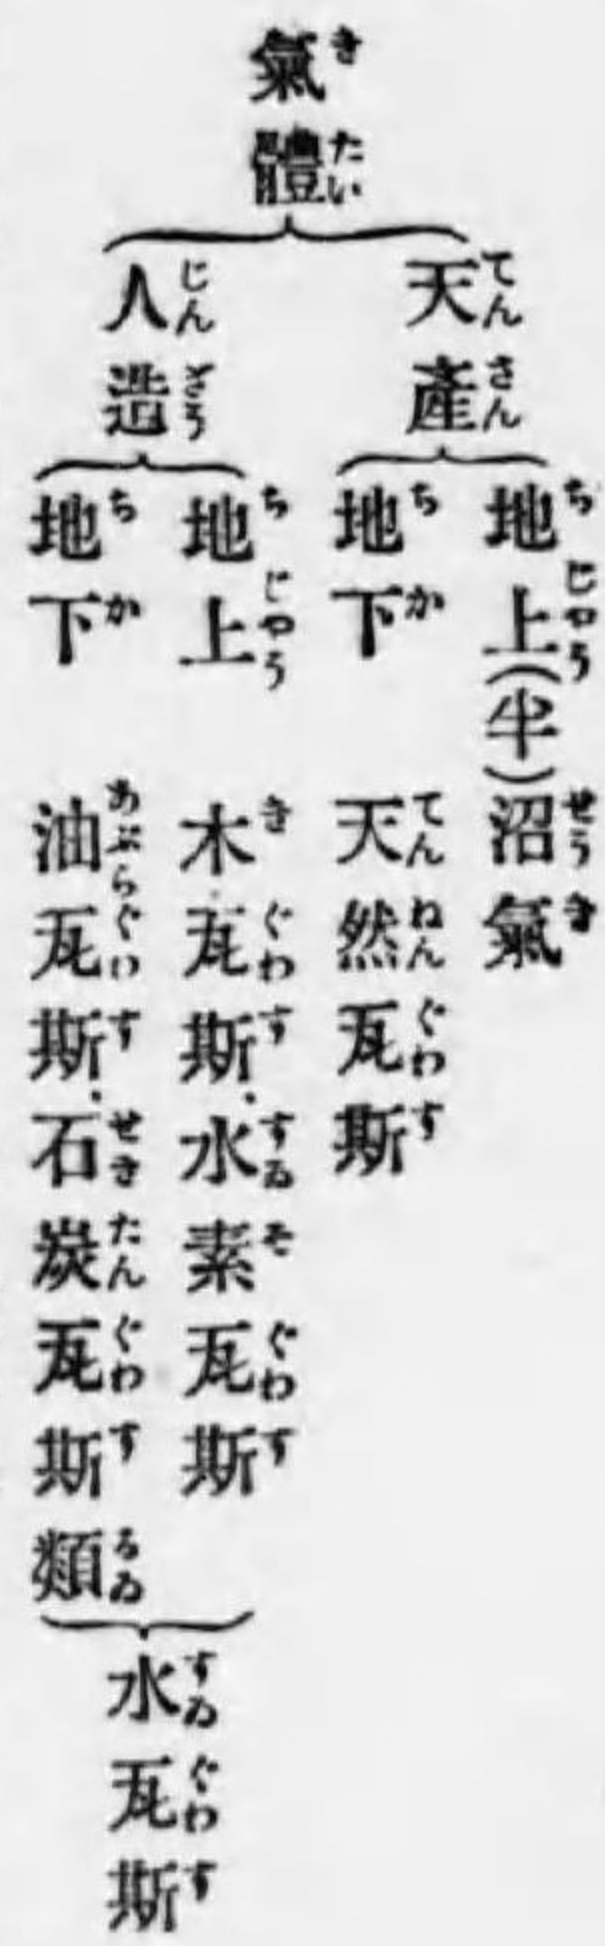 氣體
天產
地上(半)沼氣
地下 天然瓦斯
人造
地上 木瓦斯・水素瓦斯
地下 油瓦斯・石炭瓦斯類
水瓦斯